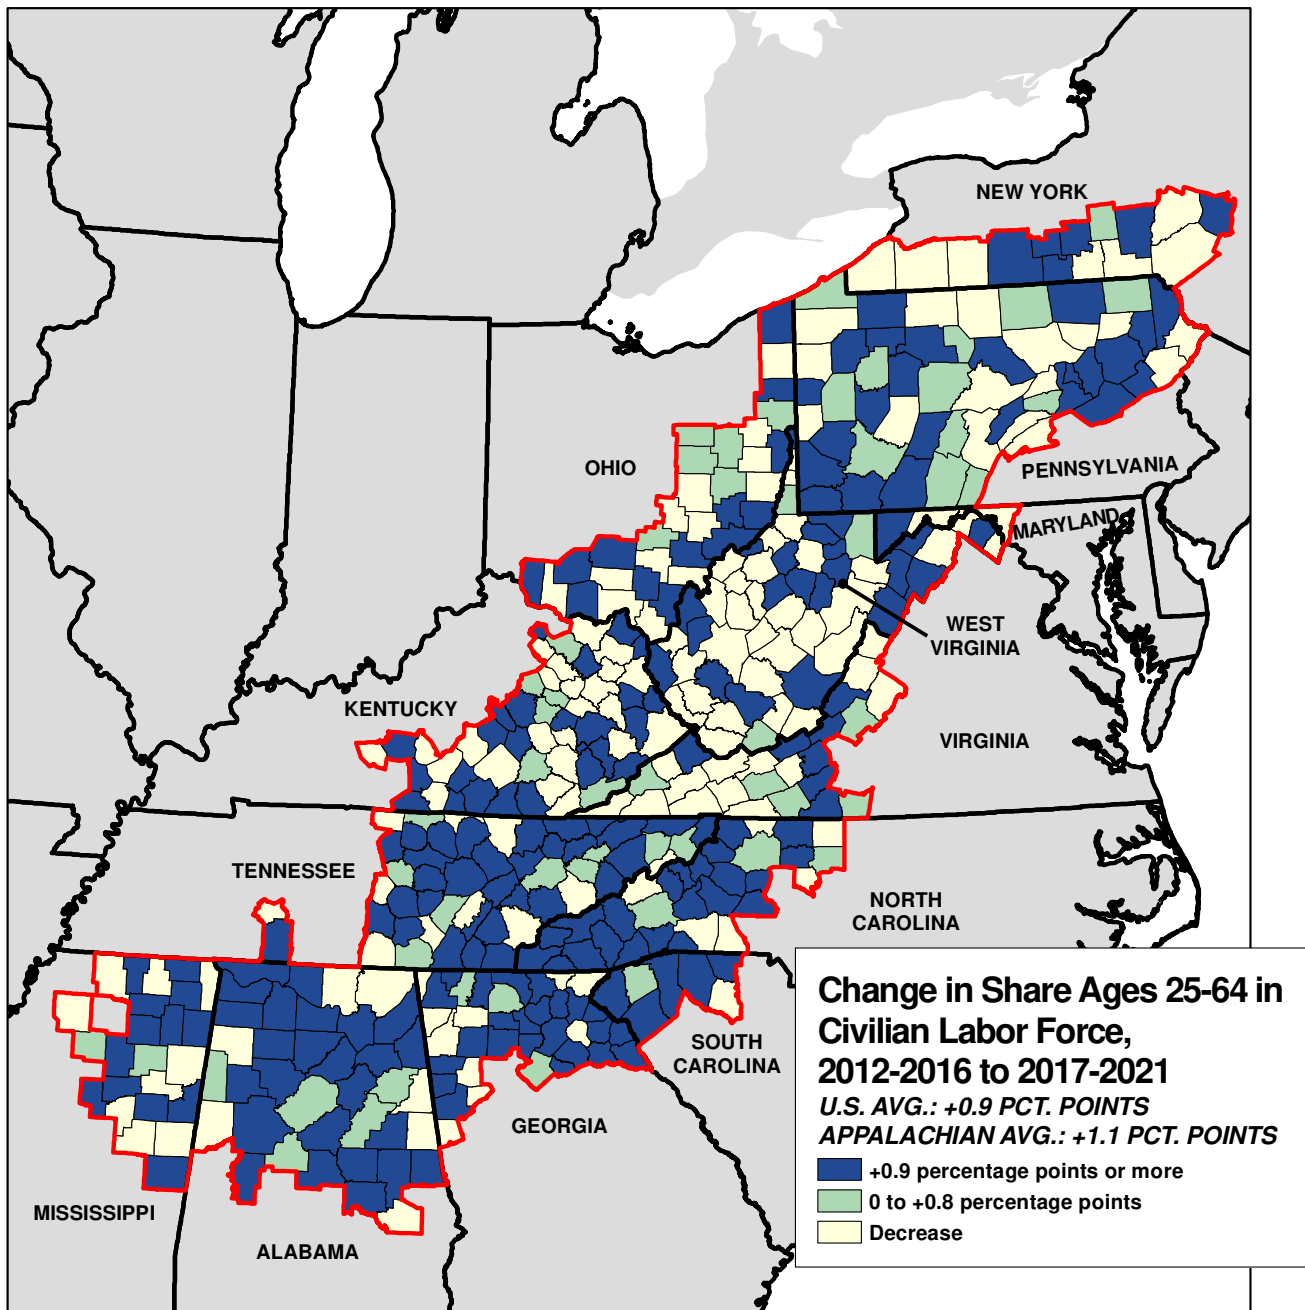 NEW YORK
OHIO
PENNSYLVANIA
MARYLAND
WEST
VIRGINIA
KENTUCKY
VIRGINIA
TENNESSEE
NORTH
CAROLINA
SOUTH
CAROLINA
GEORGIA
MISSISSIPPI
ALABAMA
Change in Share Ages 25-64 in
Civilian Labor Force,
2012-2016 to 2017-2021
U.S. AVG.: +0.9 PCT. POINTS
APPALACHIAN AVG.: +1.1 PCT. POINTS
+0.9 percentage points or more
0 to +0.8 percentage points
Decrease